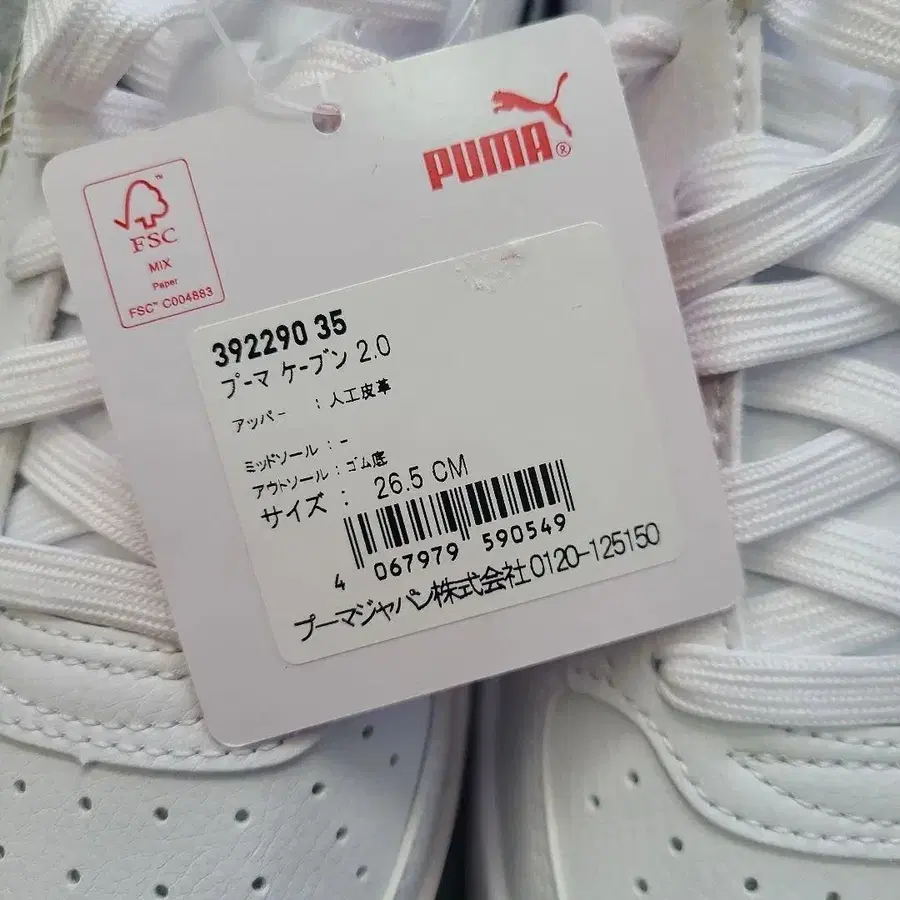 PUMA®
FSC™
MIX
Paper
FSC™ C004883
392290 35
プーマ ケーブン 2.0
アッパー : 人工皮革
ミッドソール : -
アウトソール : ゴム底
サイズ : 26.5 CM
4 067979 590549
プーマジャパン株式会社0120-125150